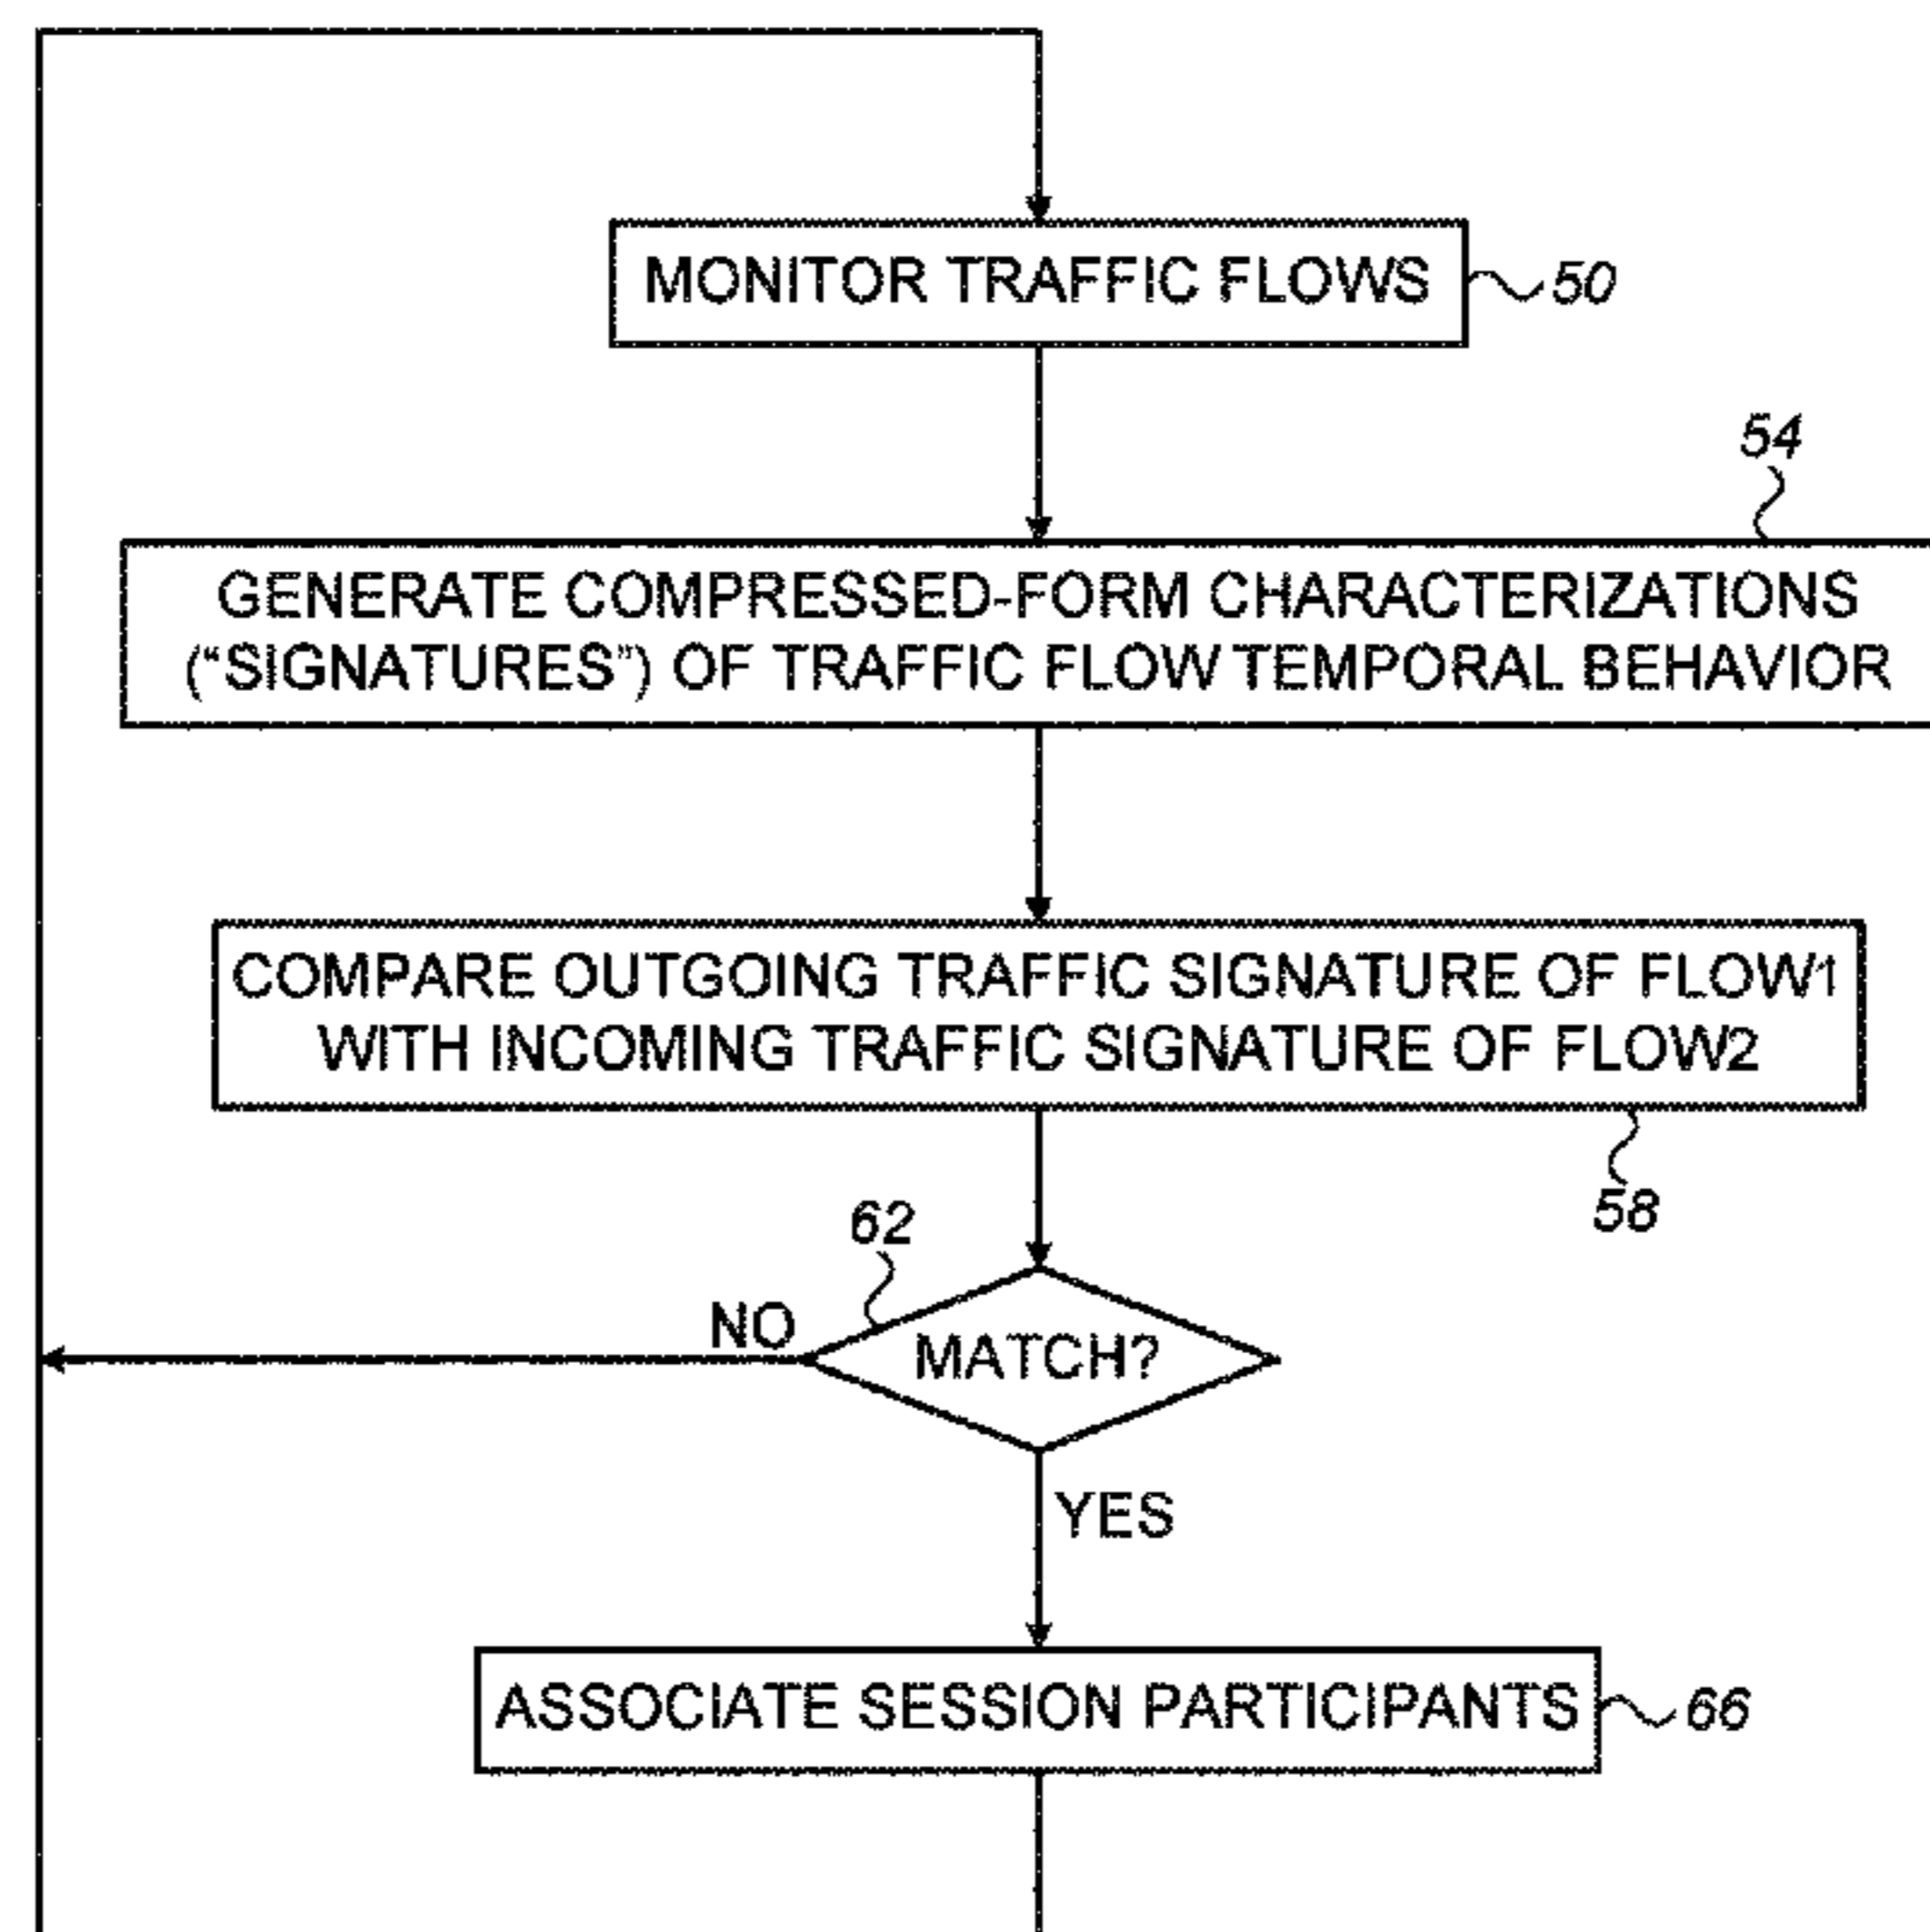 MONITOR TRAFFIC FLOWS
50
54
GENERATE COMPRESSED-FORM CHARACTERIZATIONS
(“SIGNATURES”) OF TRAFFIC FLOW TEMPORAL BEHAVIOR
COMPARE OUTGOING TRAFFIC SIGNATURE OF FLOW1
WITH INCOMING TRAFFIC SIGNATURE OF FLOW2
58
62
NO
MATCH?
YES
ASSOCIATE SESSION PARTICIPANTS
66